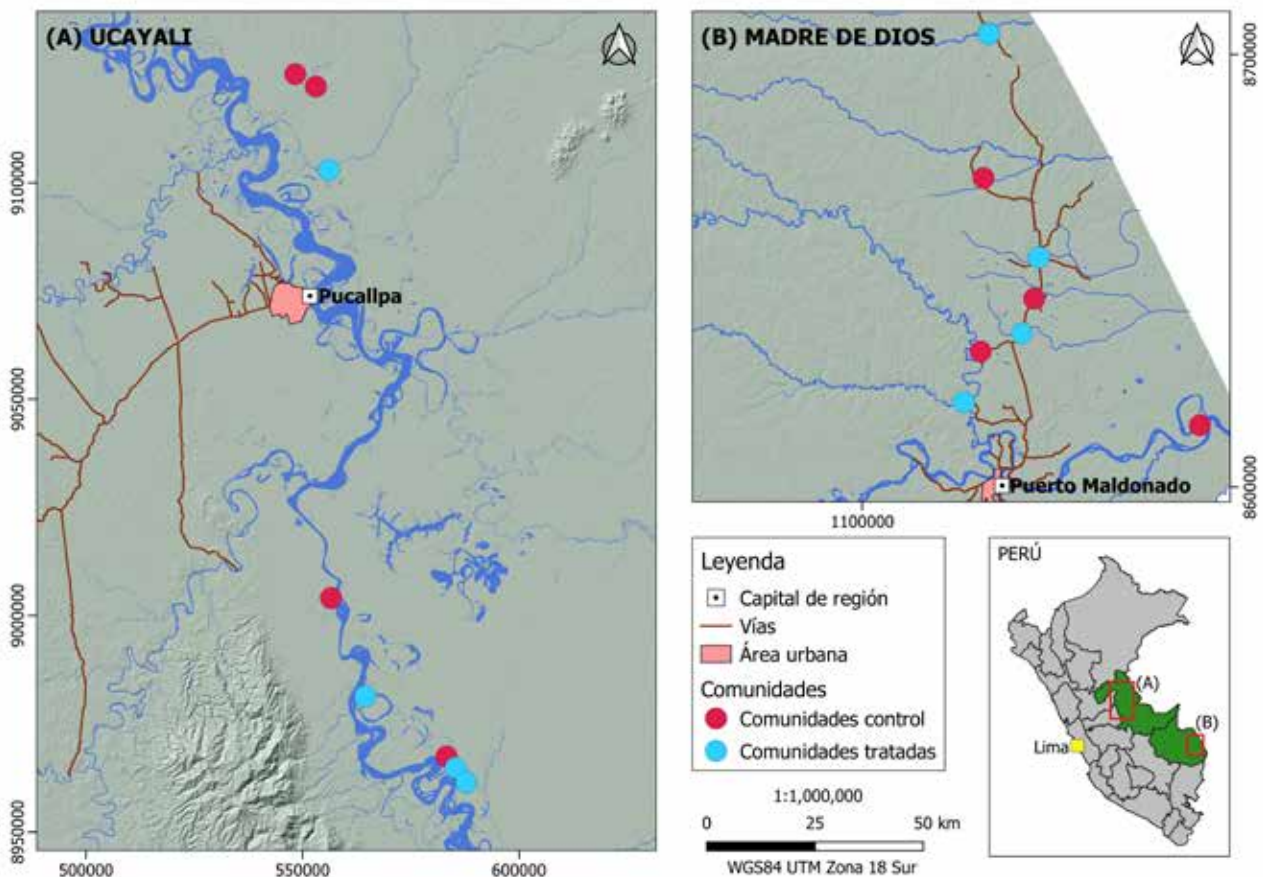 (A) UCAYALI
Pucallpa
9100000
9050000
9000000
8950000
500000
550000
600000
(B) MADRE DE DIOS
Puerto Maldonado
8700000
8600000
1100000
Leyenda
Capital de región
Vías
Área urbana
Comunidades
Comunidades control
Comunidades tratadas
1:1,000,000
0 25 50 km
WGS84 UTM Zona 18 Sur
PERÚ
(A)
(B)
Lima